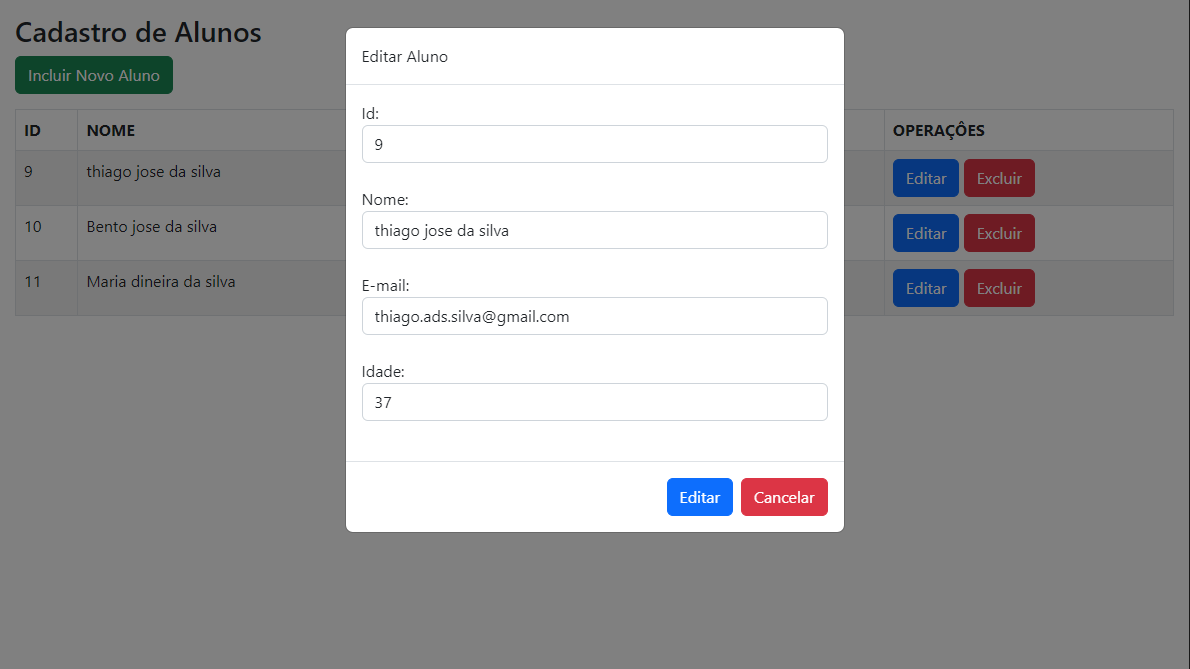 Cadastro de Alunos
Incluir Novo Aluno
ID NOME OPERAÇÔES
9 thiago jose da silva Editar Excluir
10 Bento jose da silva Editar Excluir
11 Maria dineira da silva Editar Excluir
Editar Aluno
Id:
9
Nome:
thiago jose da silva
E-mail:
thiago.ads.silva@gmail.com
Idade:
37
Editar Cancelar